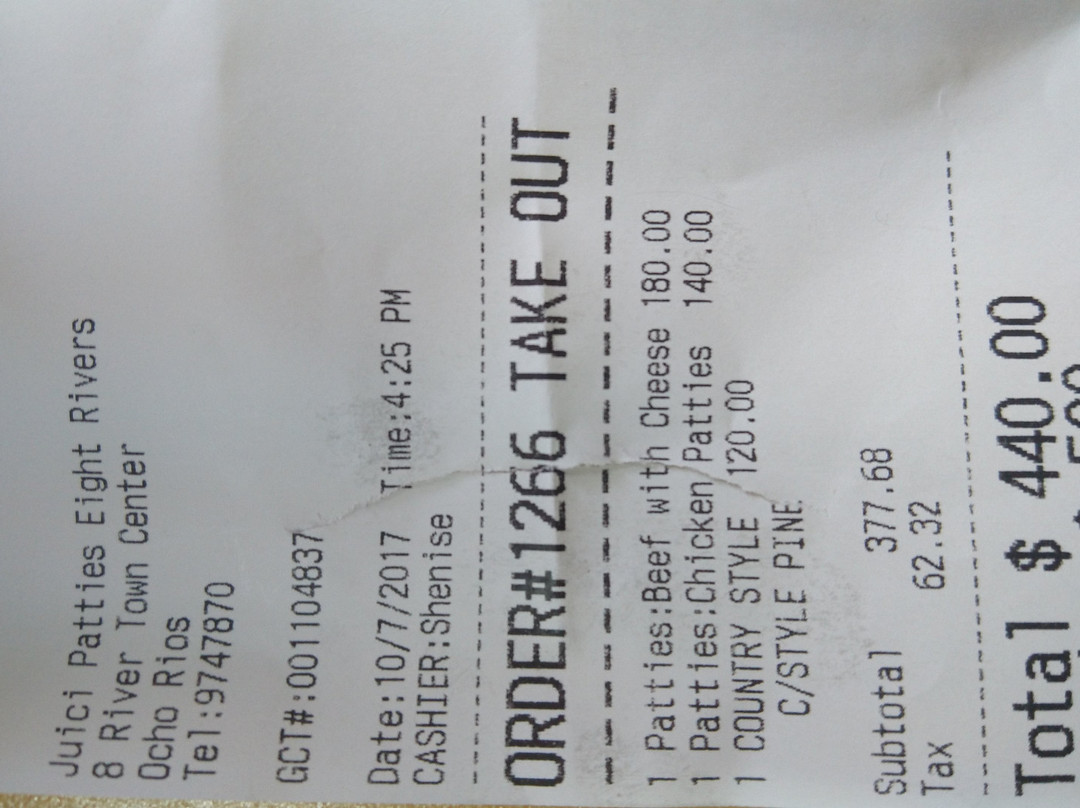 Juici Patties Eight Rivers
8 River Town Center
Ocho Rios
Tel:9747870
GCT#:001104837
Date:10/7/2017 Time:4:25 PM
CASHIER:Shenise
ORDER#1266 TAKE OUT
1 Patties:Beef with Cheese 180.00
1 Patties:Chicken Patties 140.00
1 COUNTRY STYLE 120.00
C/STYLE PINE
Subtotal 377.68
Tax 62.32
Total $ 440.00